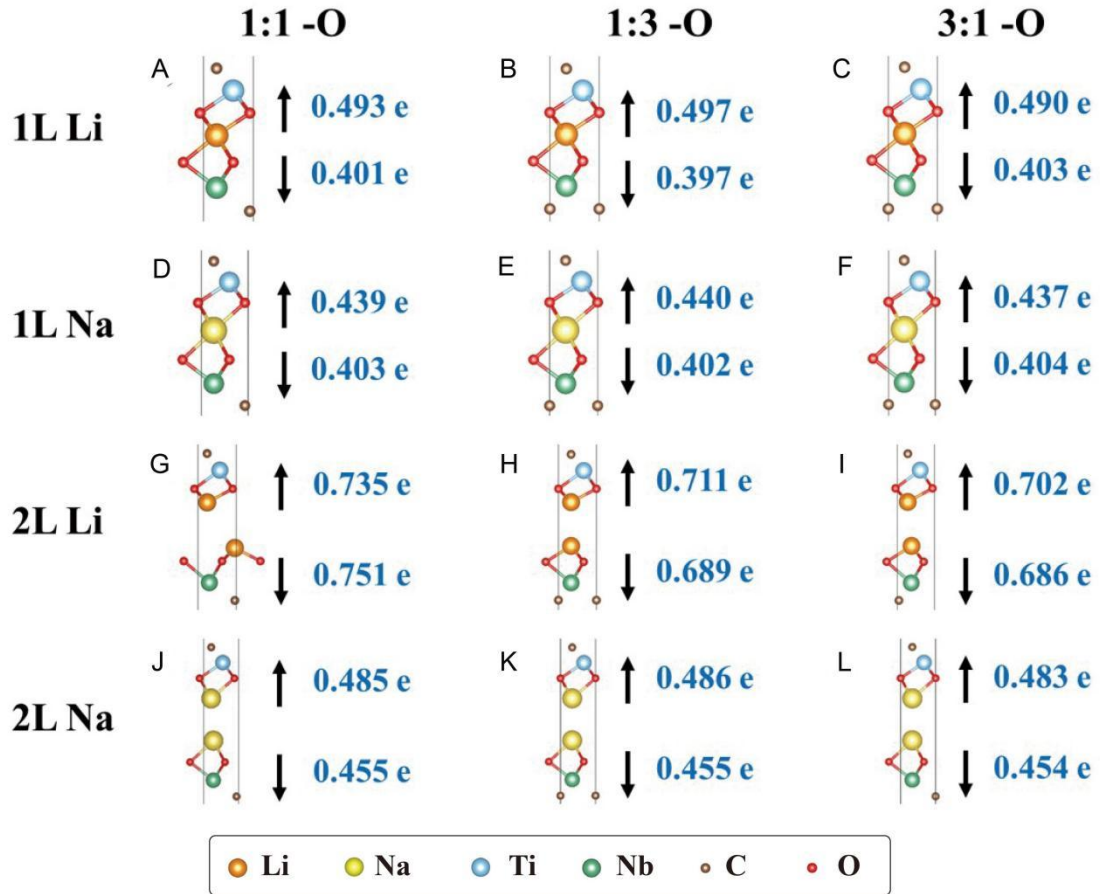 1:1 -O 1:3 -O 3:1 -O
A B C
1L Li 0.493 e 0.497 e 0.490 e
0.401 e 0.397 e 0.403 e
D E F
1L Na 0.439 e 0.440 e 0.437 e
0.403 e 0.402 e 0.404 e
G H I
2L Li 0.735 e 0.711 e 0.702 e
0.751 e 0.689 e 0.686 e
J K L
2L Na 0.485 e 0.486 e 0.483 e
0.455 e 0.455 e 0.454 e
Li Na Ti Nb C O